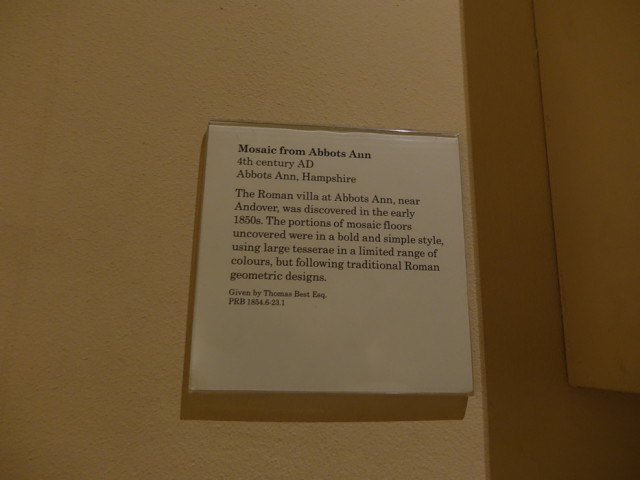 Mosaic from Abbots Ann
4th century AD
Abbots Ann, Hampshire
The Roman villa at Abbots Ann, near
Andover, was discovered in the early
1850s. The portions of mosaic floors
uncovered were in a bold and simple style,
using large tesserae in a limited range of
colours, but following traditional Roman
geometric designs.
Given by Thomas Best Esq.
PRB 1854.6-23.1